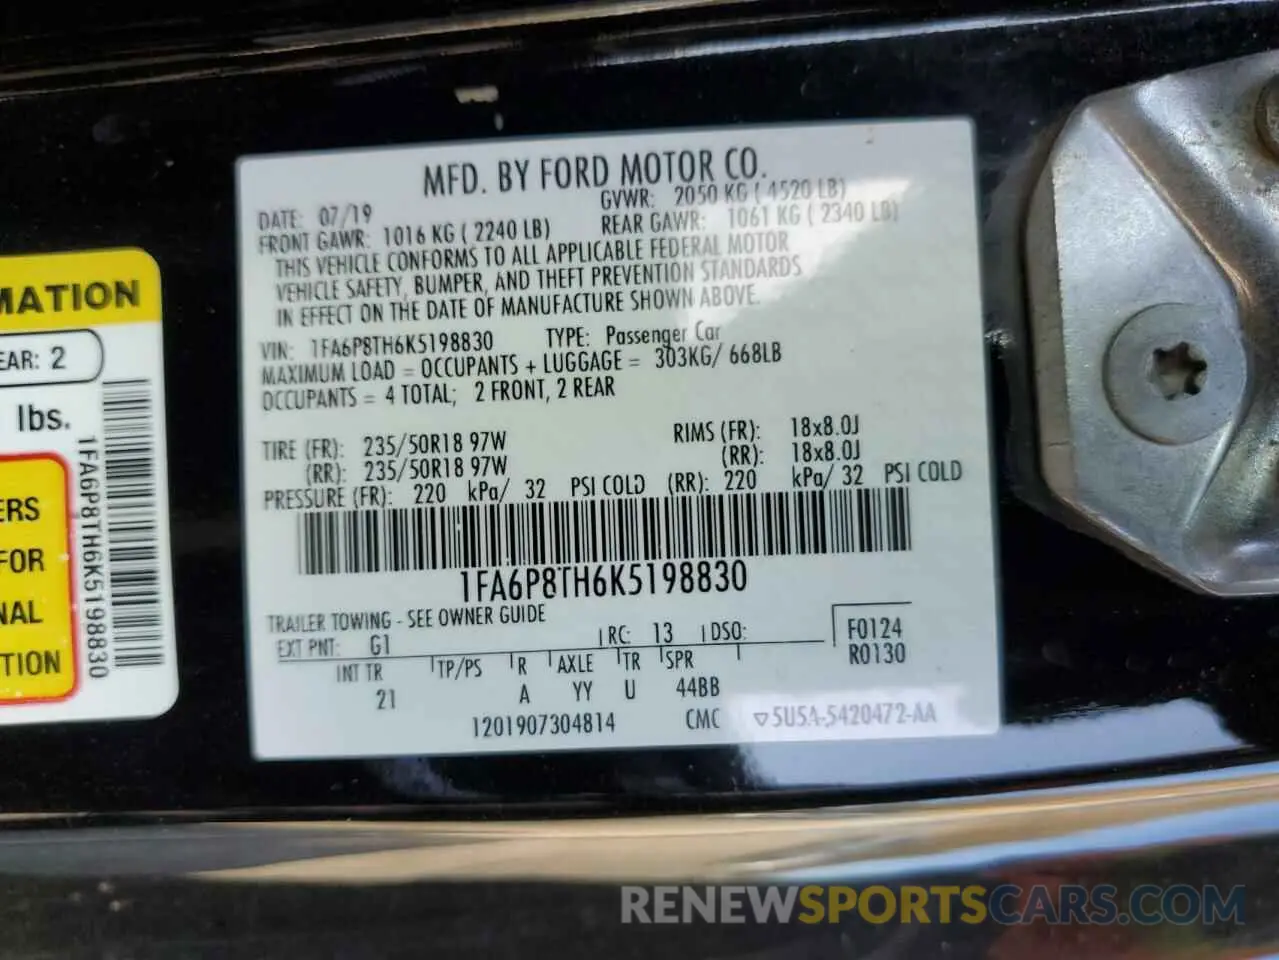 MFD. BY FORD MOTOR CO.
DATE: 07/19 GVWR: 2050 KG ( 4520 LB)
FRONT GAWR: 1016 KG ( 2240 LB) REAR GAWR: 1061 KG ( 2340 LB)
THIS VEHICLE CONFORMS TO ALL APPLICABLE FEDERAL MOTOR
VEHICLE SAFETY, BUMPER, AND THEFT PREVENTION STANDARDS
IN EFFECT ON THE DATE OF MANUFACTURE SHOWN ABOVE.
VIN: 1FA6P8TH6K5198830 TYPE: Passenger Car
MAXIMUM LOAD = OCCUPANTS + LUGGAGE = 303KG/ 668LB
OCCUPANTS = 4 TOTAL; 2 FRONT, 2 REAR
TIRE (FR): 235/50R18 97W RIMS (FR): 18x8.0J
(RR): 235/50R18 97W (RR): 18x8.0J
PRESSURE (FR): 220 kPa/ 32 PSI COLD (RR): 220 kPa/ 32 PSI COLD
1FA6P8TH6K5198830
TRAILER TOWING - SEE OWNER GUIDE
EXT PNT: G1 RC: 13 DSO: F0124
R0130
INT TR TP/PS R AXLE TR SPR
21 A YY U 44BB
1201907304814 CMC ▽5U5A-5420472-AA
MATION
EAR: 2
lbs.
1FA6P8TH6K5198830
ERS
FOR
NAL
TION
RENEWSPORTSCARS.COM